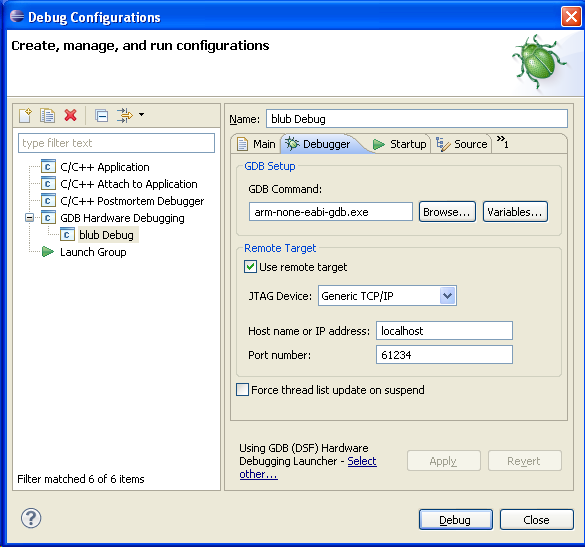 Debug Configurations
Create, manage, and run configurations
type filter text
C/C++ Application
C/C++ Attach to Application
C/C++ Postmortem Debugger
GDB Hardware Debugging
blub Debug
Launch Group
Filter matched 6 of 6 items
Name: blub Debug
Main Debugger Startup Source »1
GDB Setup
GDB Command:
arm-none-eabi-gdb.exe Browse... Variables...
Remote Target
Use remote target
JTAG Device: Generic TCP/IP
Host name or IP address: localhost
Port number: 61234
Force thread list update on suspend
Using GDB (DSF) Hardware
Debugging Launcher - Select
other...
Apply Revert
Debug Close